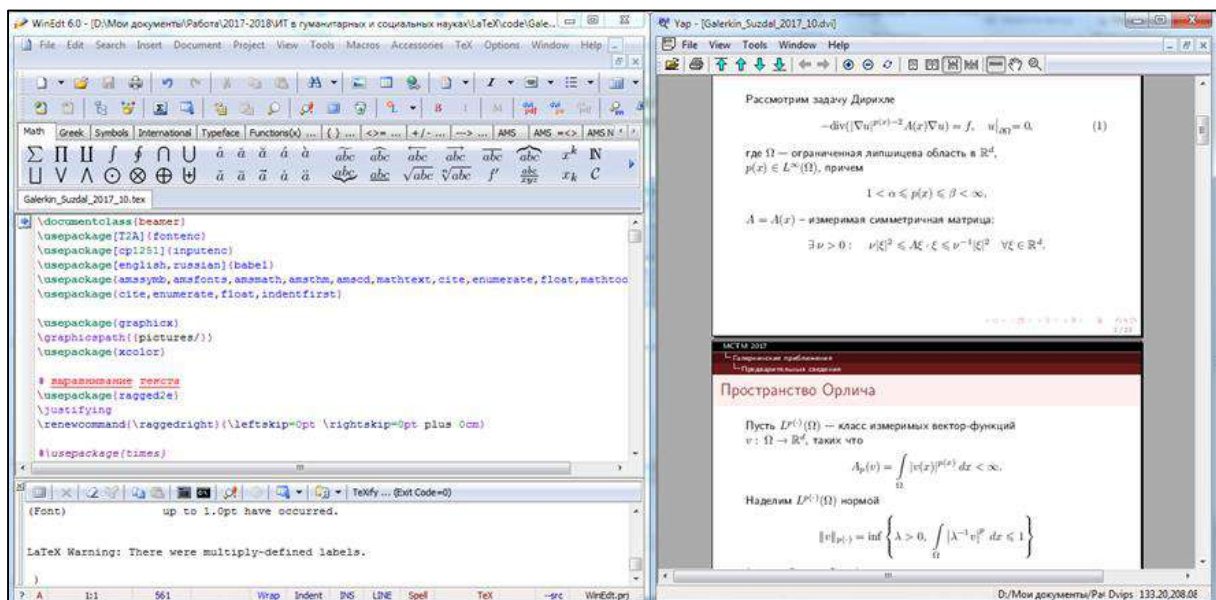 WinEdt 6.0 - [D:\Мои документы\Работа\2017-2018\ИТ в гуманитарных и социальных науках\LaTeX\code\Gale...
File Edit Search Insert Document Project View Tools Macros Accessories TeX Options Window Help
Math Greek Symbols International Typeface Functions(x) ... {.} ... <>= ... +/-... ---> ... AMS AMS =<> AMS N
Galerkin_Suzdal_2017_10.tex
\documentclass{beamer}
\usepackage[T2A]{fontenc}
\usepackage[cp1251]{inputenc}
\usepackage[english,russian]{babel}
\usepackage{amssymb,amsfonts,amsmath,amsthm,amscd,mathtext,cite,enumerate,float,mathtoo
\usepackage{cite,enumerate,float,indentfirst}
\usepackage{graphicx}
\graphicspath{{pictures/}}
\usepackage{xcolor}
% выравнивание текста
\usepackage{ragged2e}
\justifying
\renewcommand{\raggedright}{\leftskip=0pt \rightskip=0pt plus 0cm}
%\usepackage{times}
TeXify ... (Exit Code=0)
(Font) up to 1.0pt have occurred.
LaTeX Warning: There were multiply-defined labels.
)
? A 1:1 561 Wrap Indent INS LINE Spell TeX --src WinEdt.prj
Yap - [Galerkin_Suzdal_2017_10.dvi]
File View Tools Window Help
Рассмотрим задачу Дирихле
−div(|∇u|^{p(x)−2} A(x)∇u) = f, u|_{∂Ω} = 0, (1)
где Ω — ограниченная липшицева область в ℝ^d,
p(x) ∈ L^∞(Ω), причем
1 < α ⩽ p(x) ⩽ β < ∞,
A = A(x) – измеримая симметричная матрица:
∃ ν > 0 : ν|ξ|² ⩽ Aξ · ξ ⩽ ν^{−1}|ξ|² ∀ξ ∈ ℝ^d.
МСТМ 2017
Галеркинские приближения
Предварительные сведения
Пространство Орлича
Пусть L^{p(·)}(Ω) — класс измеримых вектор-функций
v : Ω → ℝ^d, таких что
A_p(v) = ∫_Ω |v(x)|^{p(x)} dx < ∞.
Наделим L^{p(·)}(Ω) нормой
‖v‖_{p(·)} = inf { λ > 0, ∫_Ω |λ^{−1}v|^p dx ⩽ 1 }
D:/Мои документы/Раб Dvips 133.20,208.08